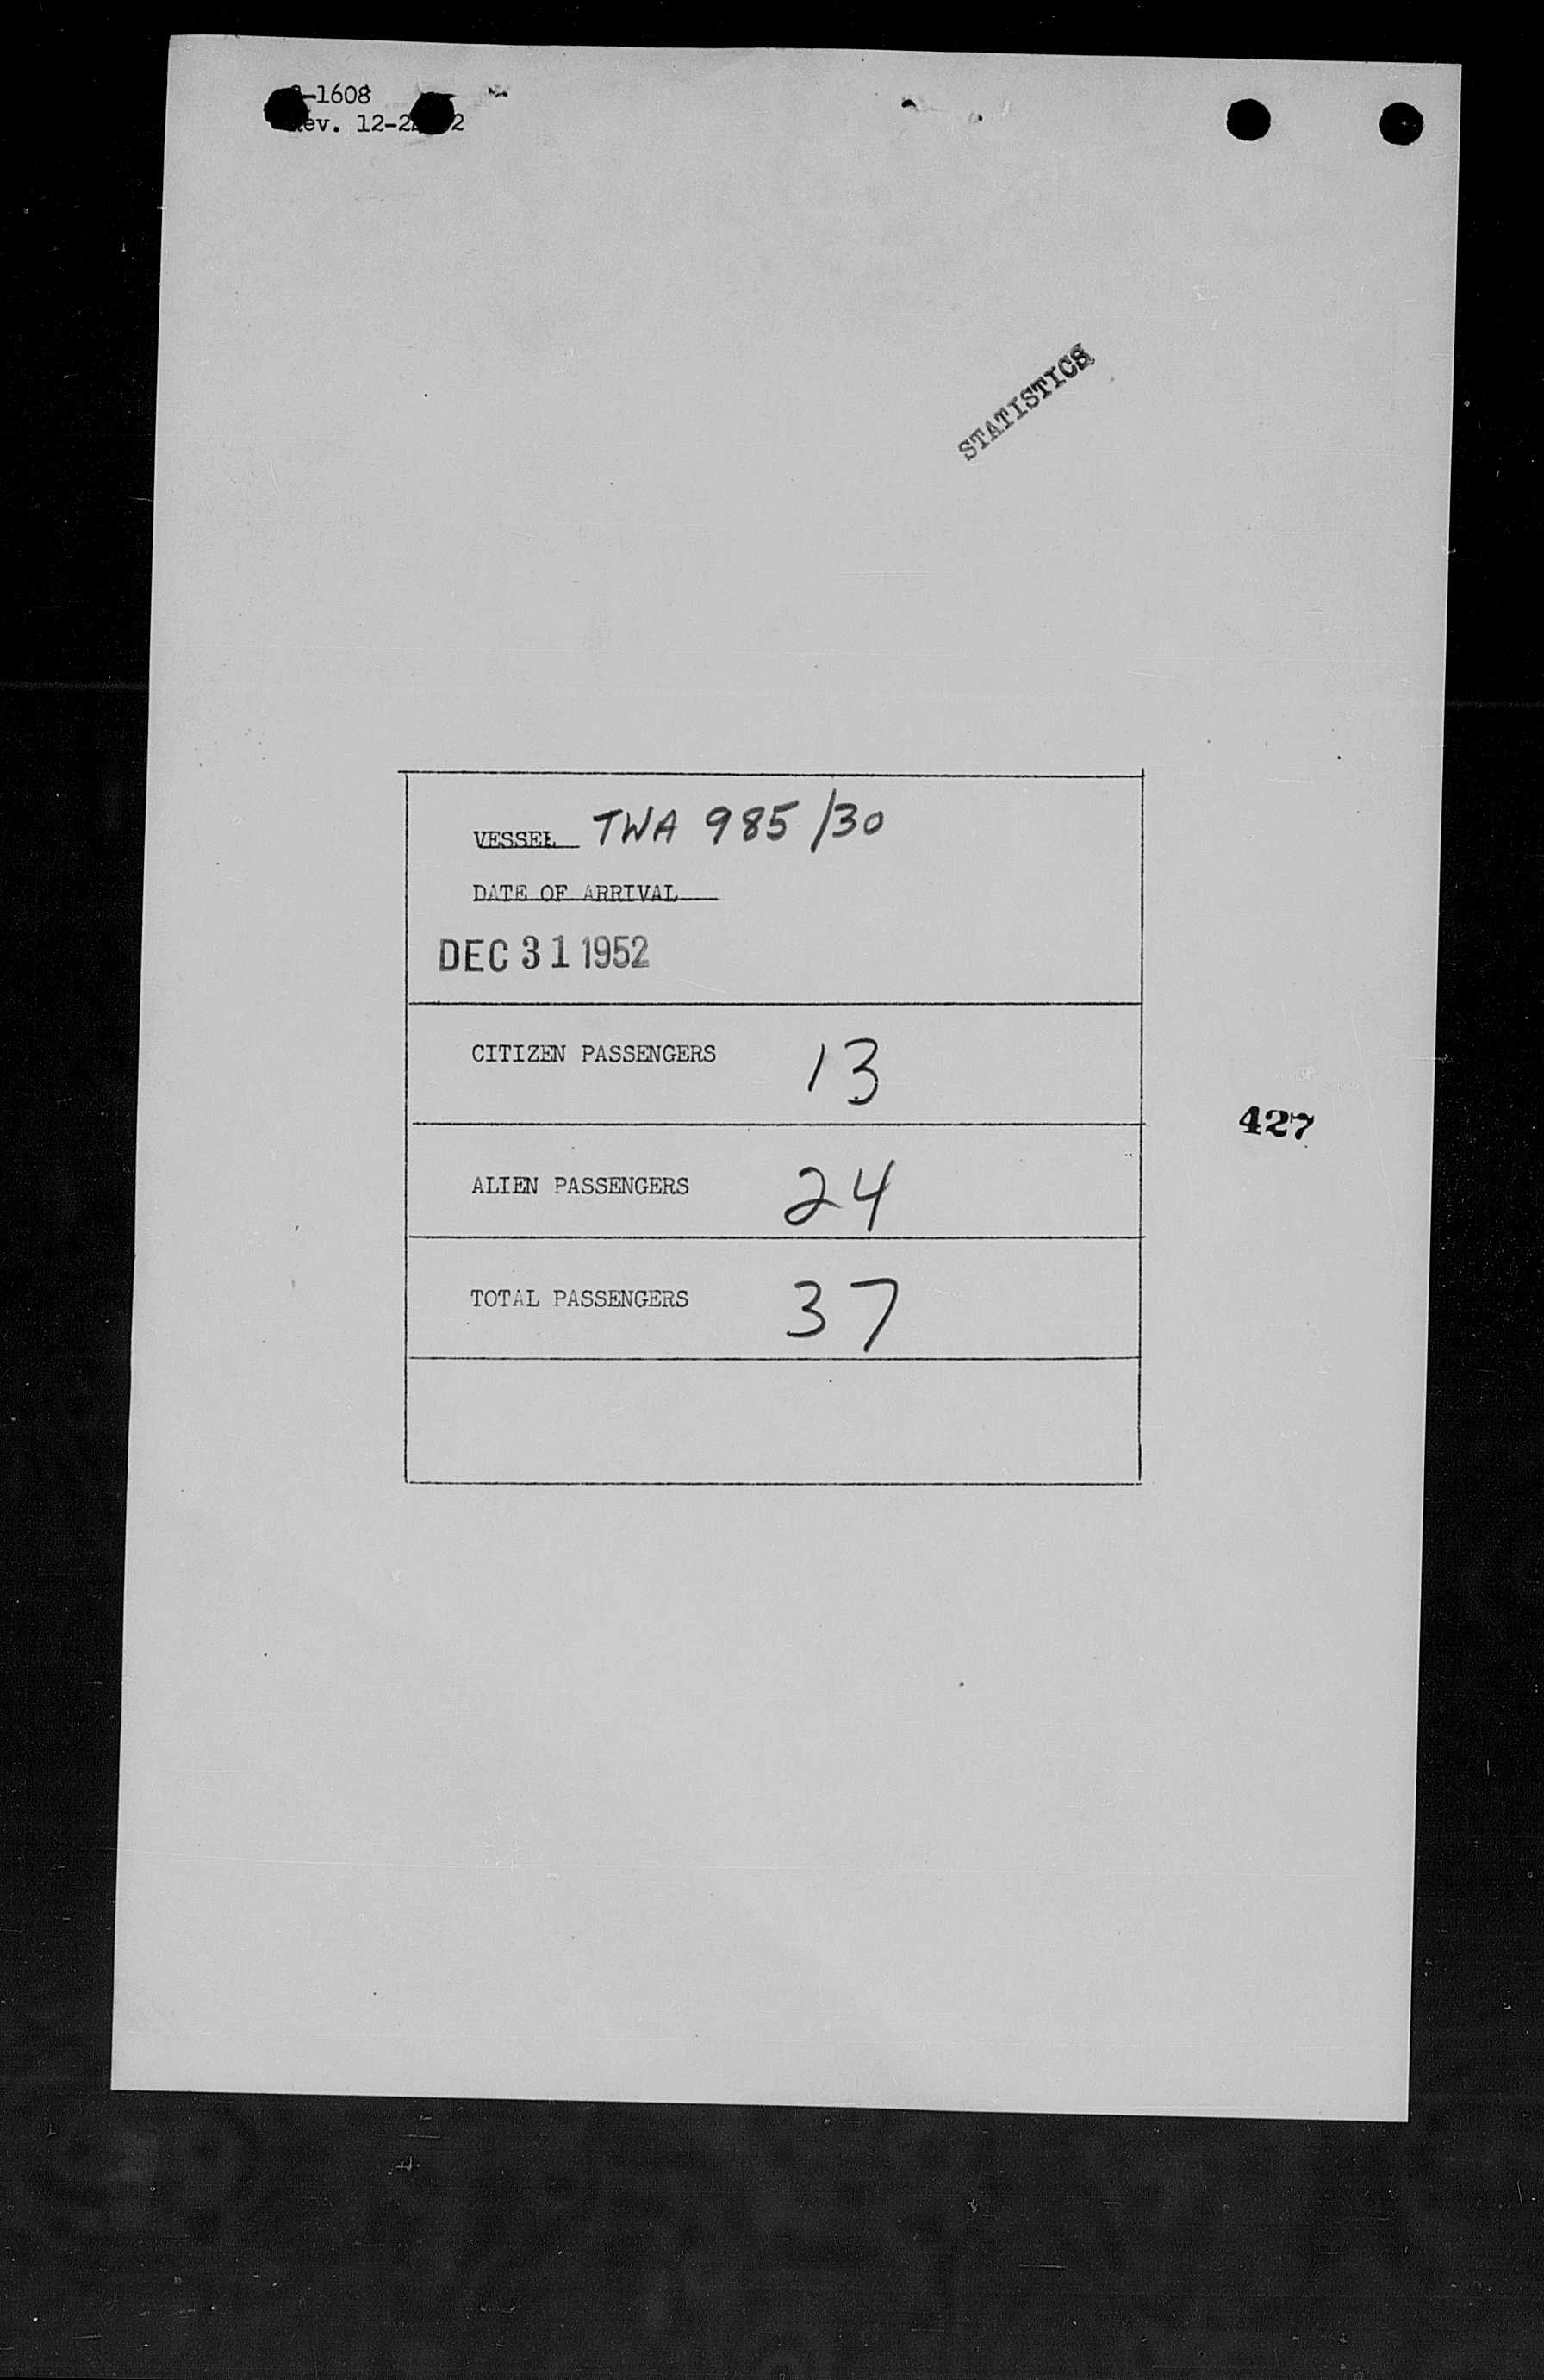 -1608
ev. 12-2 2
STATISTICS
VESSEL TWA 985/30
DATE OF ARRIVAL
DEC 31 1952
CITIZEN PASSENGERS 13
427
ALIEN PASSENGERS 24
TOTAL PASSENGERS 37